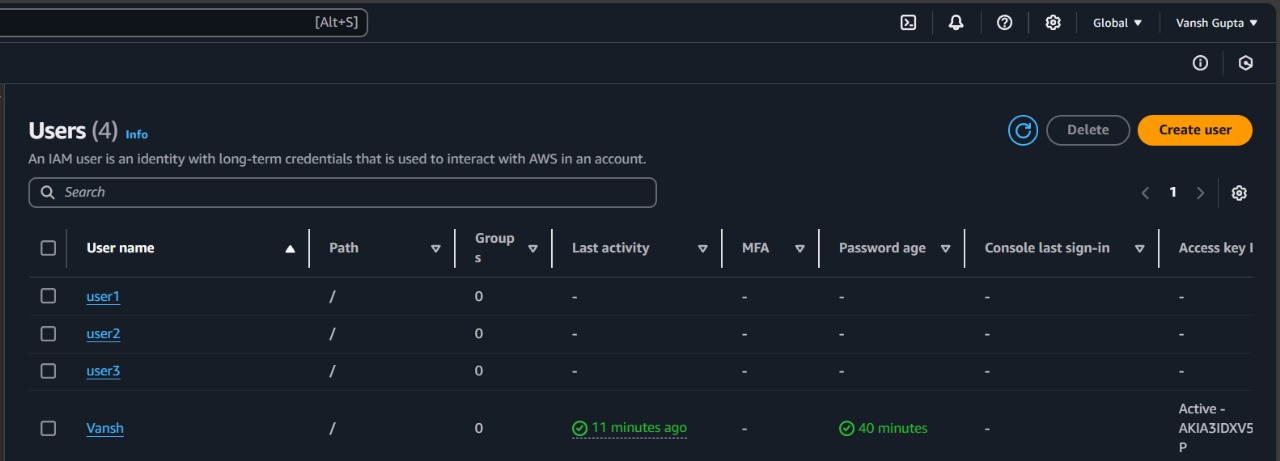 [Alt+S]
Global ▼
Vansh Gupta ▼
Users (4) Info
Delete
Create user
An IAM user is an identity with long-term credentials that is used to interact with AWS in an account.
Search
1
User name
Path
Group
s
Last activity
MFA
Password age
Console last sign-in
Access key I
user1 / 0 - - - - -
user2 / 0 - - - - -
user3 / 0 - - - - -
Vansh / 0 11 minutes ago - 40 minutes -
Active -
AKIA3IDXV5
P